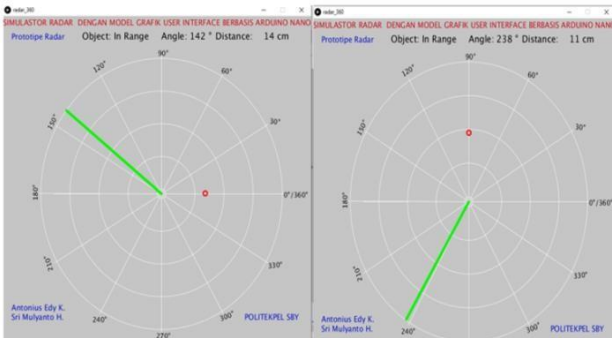 radar_360
SIMULASTOR RADAR DENGAN MODEL GRAFIK USER INTERFACE BERBASIS ARDUINO NANO
Prototipe Radar Object: In Range Angle: 142 ° Distance: 14 cm
90°
120° 60°
150° 30°
180° 0°/360°
210° 330°
240° 300°
270°
Antonius Edy K.
Sri Mulyanto H.
POLITEKPEL SBY
radar_360
SIMULASTOR RADAR DENGAN MODEL GRAFIK USER INTERFACE BERBASIS ARDUINO NANO
Prototipe Radar Object: In Range Angle: 238 ° Distance: 11 cm
90°
120° 60°
150° 30°
180° 0°/360°
210° 330°
240° 300°
Antonius Edy K.
Sri Mulyanto H.
POLITEKPEL SBY